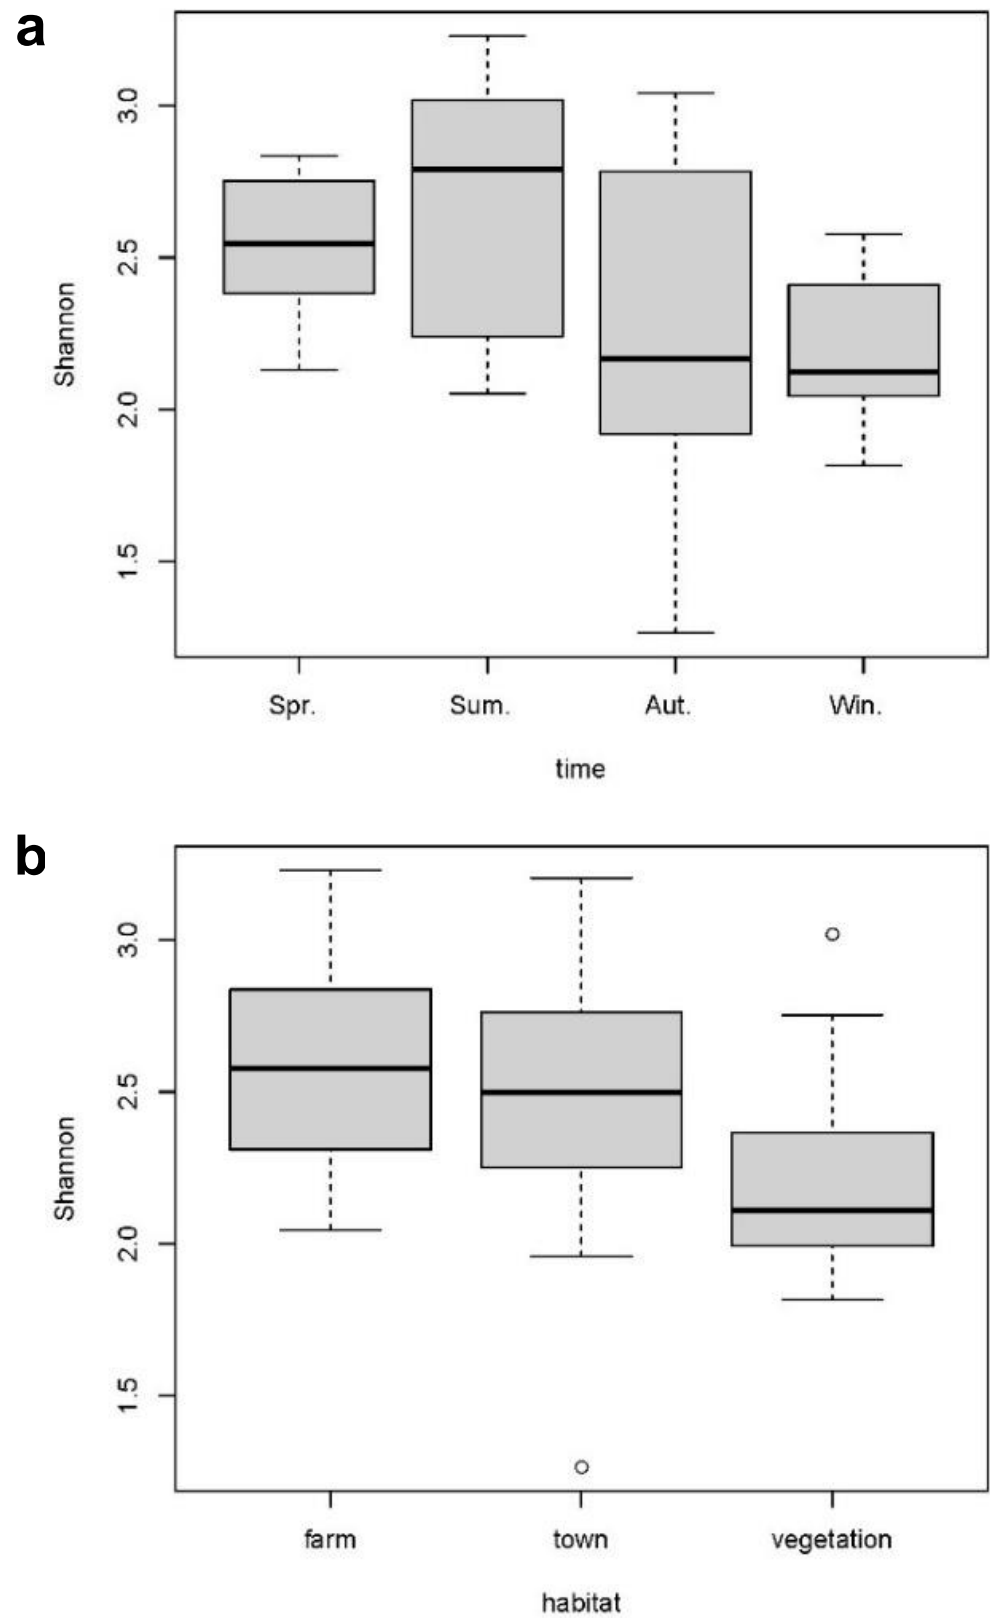 a
Shannon
3.0
2.5
2.0
1.5
Spr. Sum. Aut. Win.
time
b
Shannon
3.0
2.5
2.0
1.5
farm town vegetation
habitat